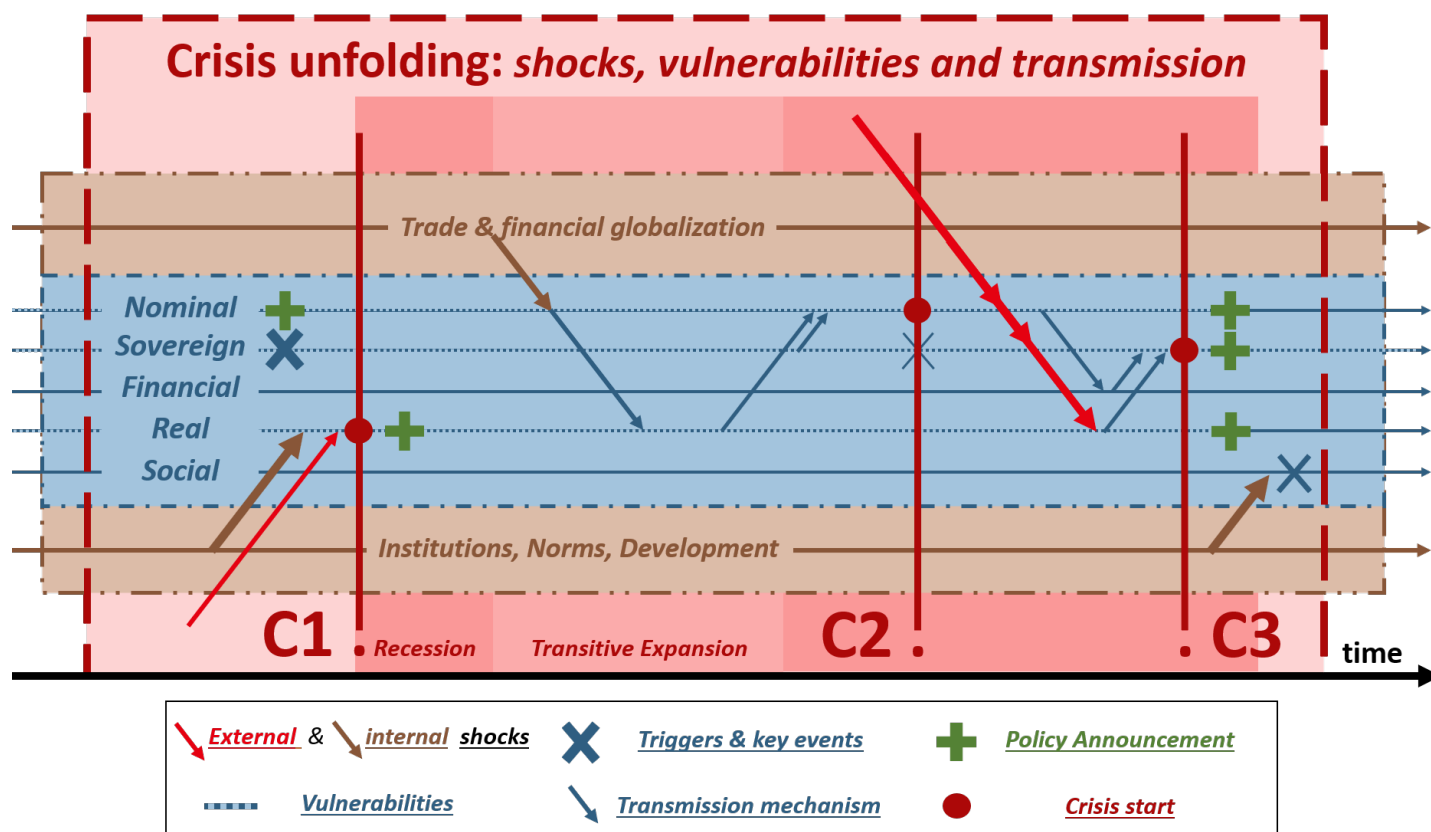 Crisis unfolding: shocks, vulnerabilities and transmission
Trade & financial globalization
Nominal
Sovereign
Financial
Real
Social
Institutions, Norms, Development
C1 . Recession Transitive Expansion C2 . . C3
time
External & internal shocks Triggers & key events Policy Announcement
Vulnerabilities Transmission mechanism Crisis start